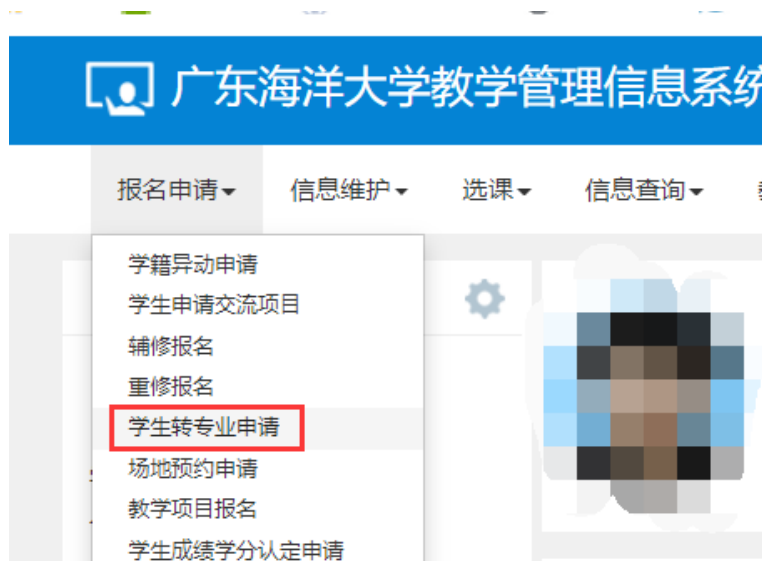 广东海洋大学教学管理信息系统
报名申请 信息维护 选课 信息查询
学籍异动申请
学生申请交流项目
辅修报名
重修报名
学生转专业申请
场地预约申请
教学项目报名
学生成绩学分认定申请